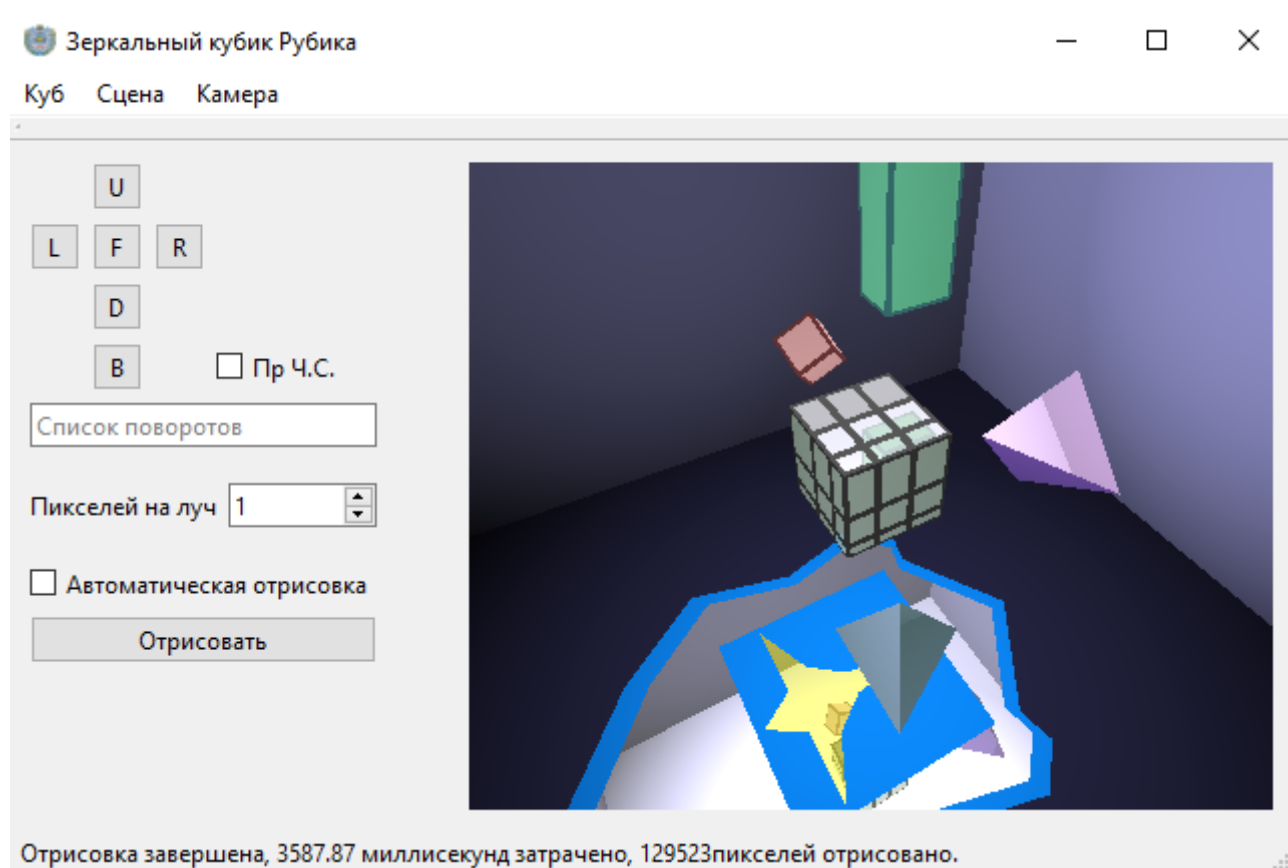 Зеркальный кубик Рубика
Куб Сцена Камера
U
L F R
D
B Пр Ч.С.
Список поворотов
Пикселей на луч 1
Автоматическая отрисовка
Отрисовать
Отрисовка завершена, 3587.87 миллисекунд затрачено, 129523пикселей отрисовано.